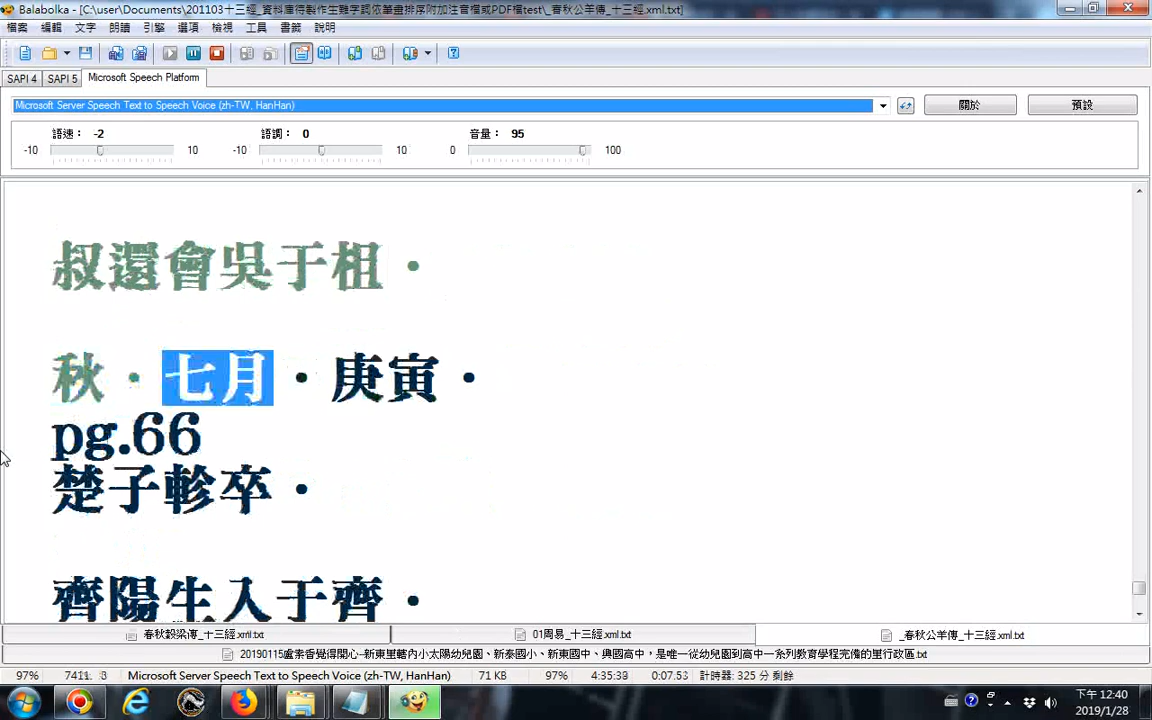 Balabolka - [C:\user\Documents\201103十三經_資料庫待製作生難字詞依筆畫排序附加注音檔或PDF檔test\_春秋公羊傳_十三經.xml.txt]
檔案 編輯 文字 朗讀 引擎 選項 檢視 工具 書籤 說明
SAPI 4 SAPI 5 Microsoft Speech Platform
Microsoft Server Speech Text to Speech Voice (zh-TW, HanHan) 關於 預設
語速： -2 語調： 0 音量： 95
-10 10 -10 10 0 100
叔還會吳于柤．
秋．七月．庚寅．
pg.66
楚子軫卒．
齊陽生入于齊．
春秋穀梁傳_十三經.xml.txt 01周易_十三經.xml.txt _春秋公羊傳_十三經.xml.txt
20190115盧素香覺得開心-新東里轄內小太陽幼兒園、新泰國小、新東國中、興國高中，是唯一從幼兒園到高中一系列教育學程完備的里行政區.txt
97% Microsoft Server Speech Text to Speech Voice (zh-TW, HanHan) 71 KB 97% 4:35:33 0:07.53 計時器: 325 分 剩餘
下午 12:40
2019/1/28